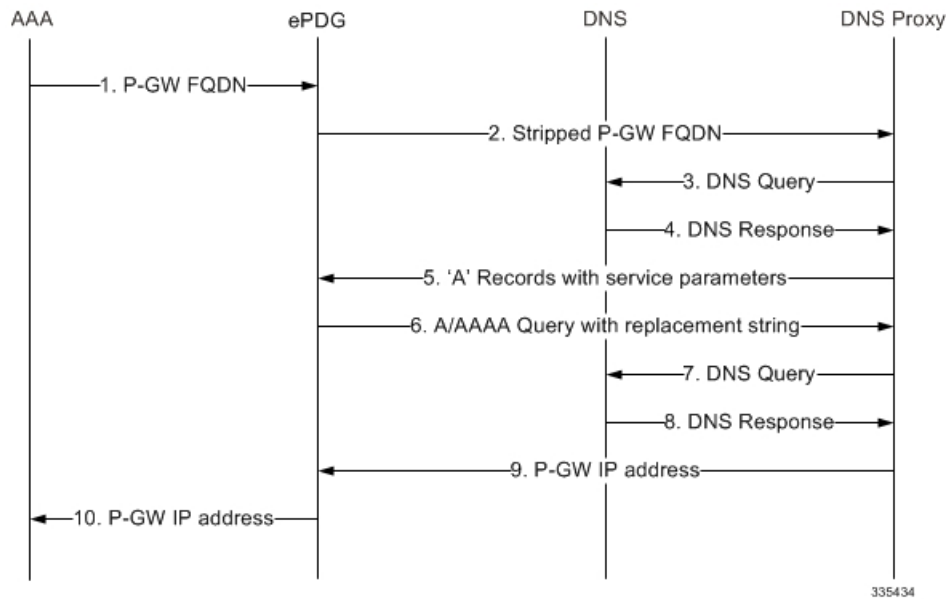 AAA
ePDG
DNS
DNS Proxy
1. P-GW FQDN
2. Stripped P-GW FQDN
3. DNS Query
4. DNS Response
5. ‘A’ Records with service parameters
6. A/AAAA Query with replacement string
7. DNS Query
8. DNS Response
9. P-GW IP address
10. P-GW IP address
335434